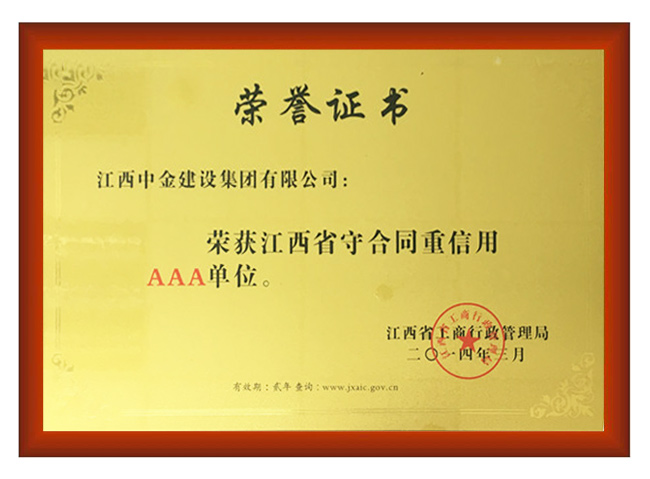 荣誉证书
江西中金建设集团有限公司：
荣获江西省守合同重信用
AAA单位。
江西省工商行政管理局
二〇一四年三月
有效期：贰年 查询：www.jxaic.gov.cn